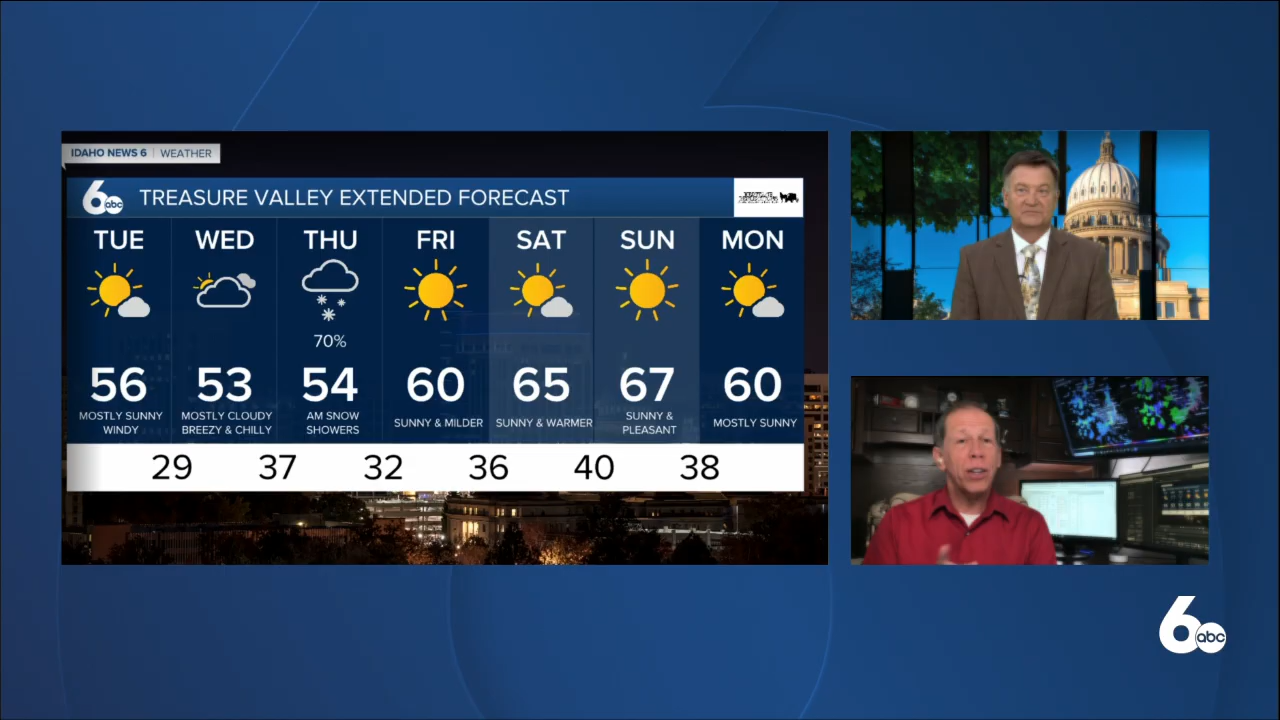 IDAHO NEWS 6 | WEATHER
6 abc TREASURE VALLEY EXTENDED FORECAST
TUE WED THU FRI SAT SUN MON
70%
56 53 54 60 65 67 60
MOSTLY SUNNY
WINDY
MOSTLY CLOUDY
BREEZY & CHILLY
AM SNOW
SHOWERS
SUNNY & MILDER
SUNNY & WARMER
SUNNY &
PLEASANT
MOSTLY SUNNY
29 37 32 36 40 38
6 abc